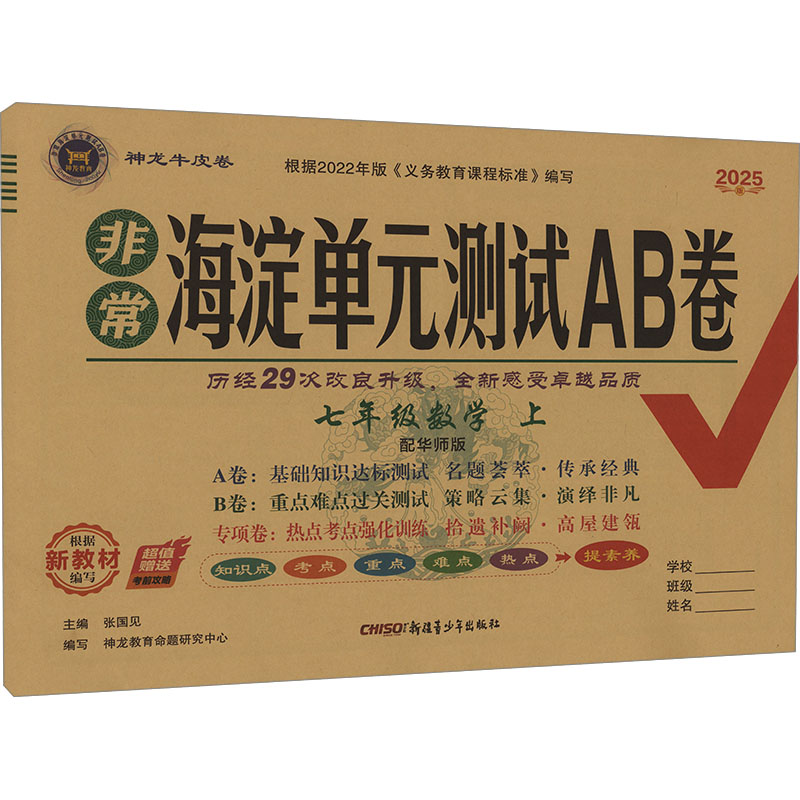 神龙牛皮卷
根据2022年版《义务教育课程标准》编写
2025
神龙教育
非常
海淀单元测试AB卷
历经29次改良升级,全新感受卓越品质
七年级数学 上
配华师版
A卷:基础知识达标测试 名题荟萃·传承经典
B卷:重点难点过关测试 策略云集·演绎非凡
专项卷:热点考点强化训练 拾遗补阙·高屋建瓴
根据
新教材
编写
超值
赠送
考前攻略
知识点 考点 重点 难点 热点 提素养
学校
班级
姓名
主编 张国见
编写 神龙教育命题研究中心
CHISO 新疆青少年出版社